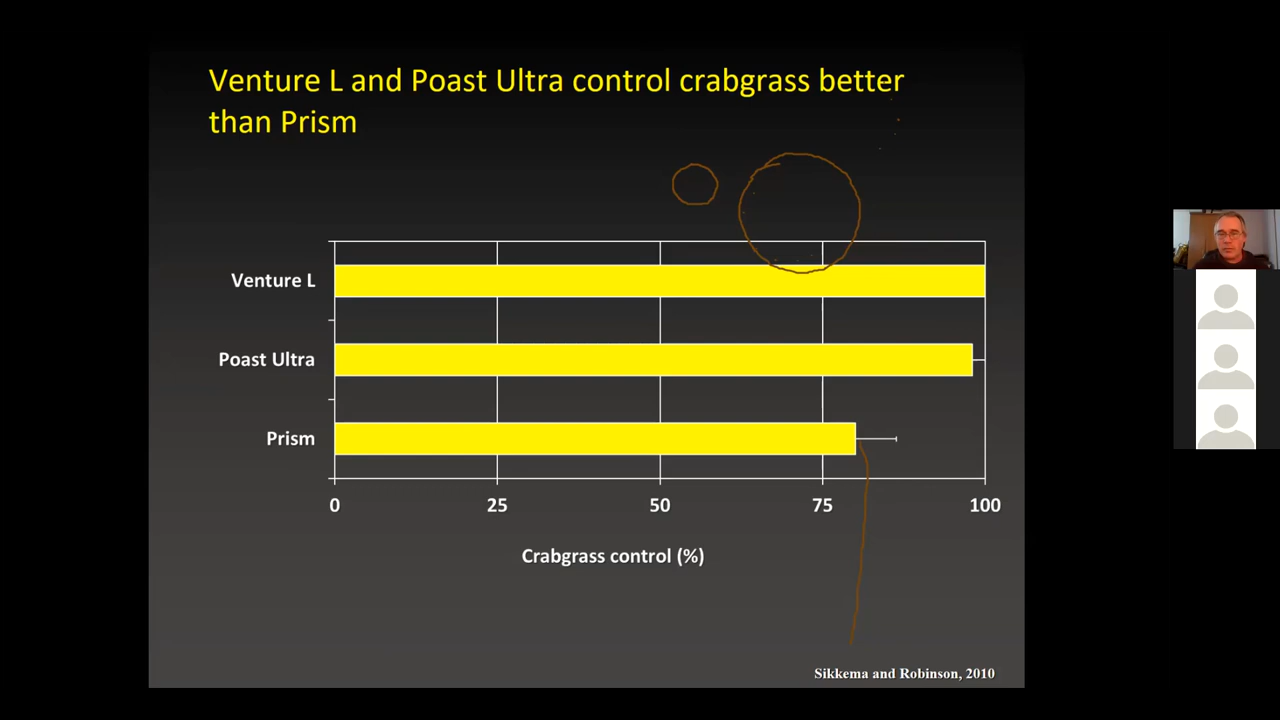 Venture L and Poast Ultra control crabgrass better
than Prism
Venture L
Poast Ultra
Prism
0 25 50 75 100
Crabgrass control (%)
Sikkema and Robinson, 2010